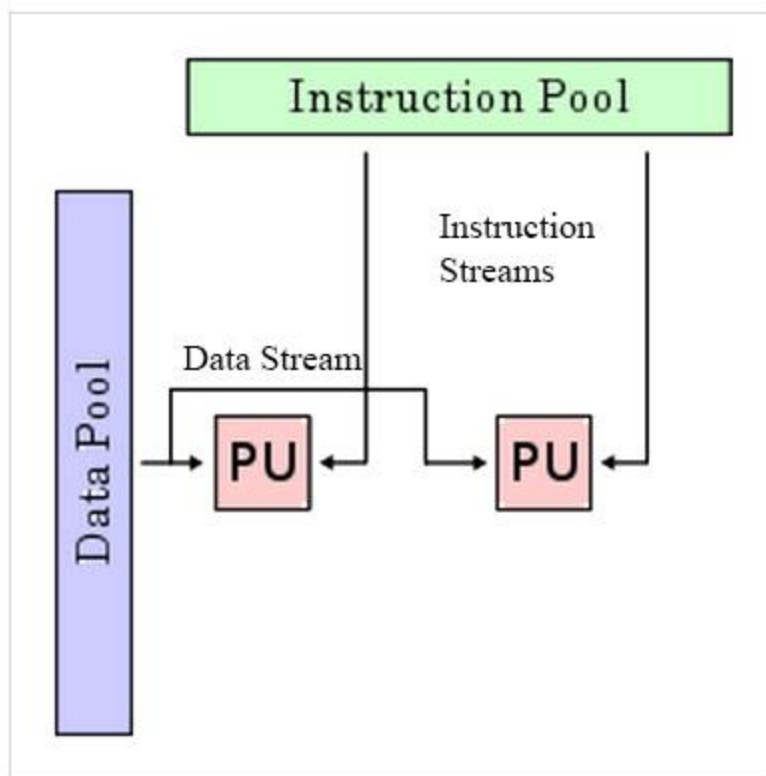 Instruction Pool
Instruction
Streams
Data Stream
Data Pool
PU
PU